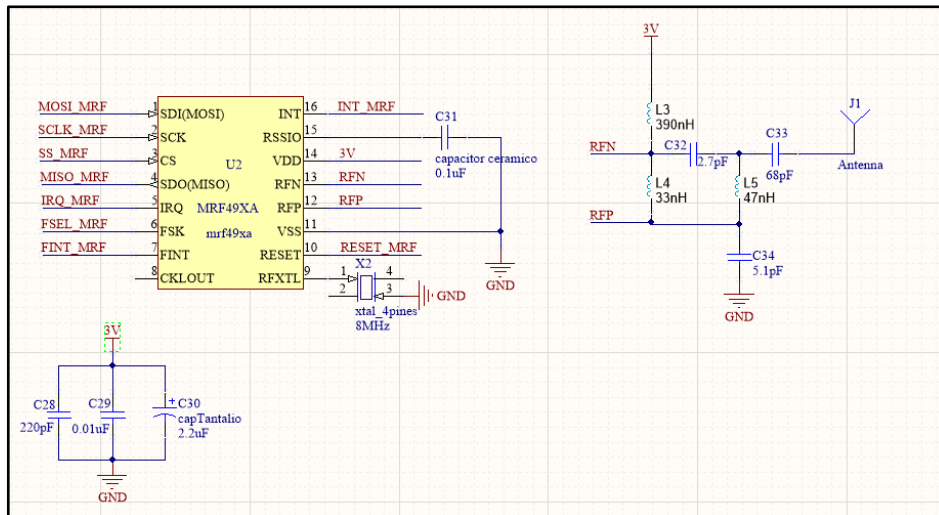 MOSI_MRF
SCLK_MRF
SS_MRF
MISO_MRF
IRQ_MRF
FSEL_MRF
FINT_MRF
1
2
3
4
5
6
7
8
SDI(MOSI)
SCK
CS
SDO(MISO)
IRQ
FSK
FINT
CKLOUT
U2
MRF49XA
mrf49xa
INT
RSSIO
VDD
RFN
RFP
VSS
RESET
RFXTL
16
15
14
13
12
11
10
9
INT_MRF
3V
RFN
RFP
RESET_MRF
C31
capacitor ceramico
0.1uF
GND
X2
1
2
4
3
xtal_4pines
8MHz
GND
3V
L3
390nH
RFN
C32
2.7pF
C33
68pF
J1
Antenna
L4
33nH
L5
47nH
RFP
C34
5.1pF
GND
3V
C28
220pF
C29
0.01uF
+
C30
capTantalio
2.2uF
GND